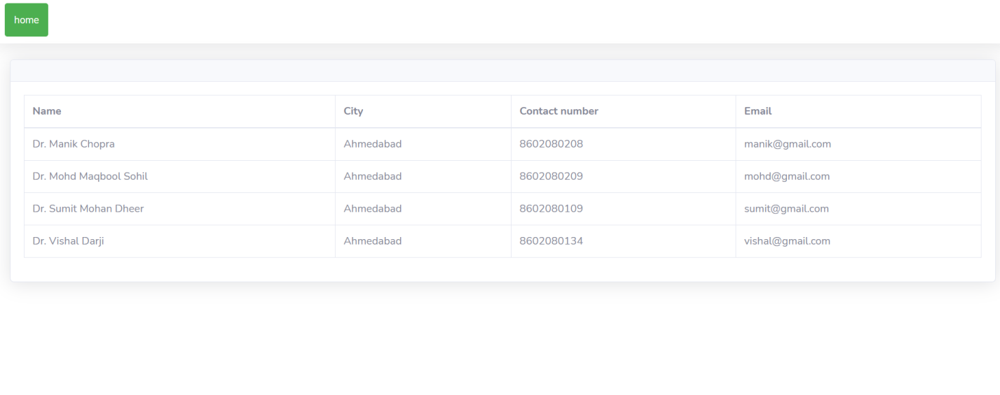 home
Name City Contact number Email
Dr. Manik Chopra Ahmedabad 8602080208 manik@gmail.com
Dr. Mohd Maqbool Sohil Ahmedabad 8602080209 mohd@gmail.com
Dr. Sumit Mohan Dheer Ahmedabad 8602080109 sumit@gmail.com
Dr. Vishal Darji Ahmedabad 8602080134 vishal@gmail.com